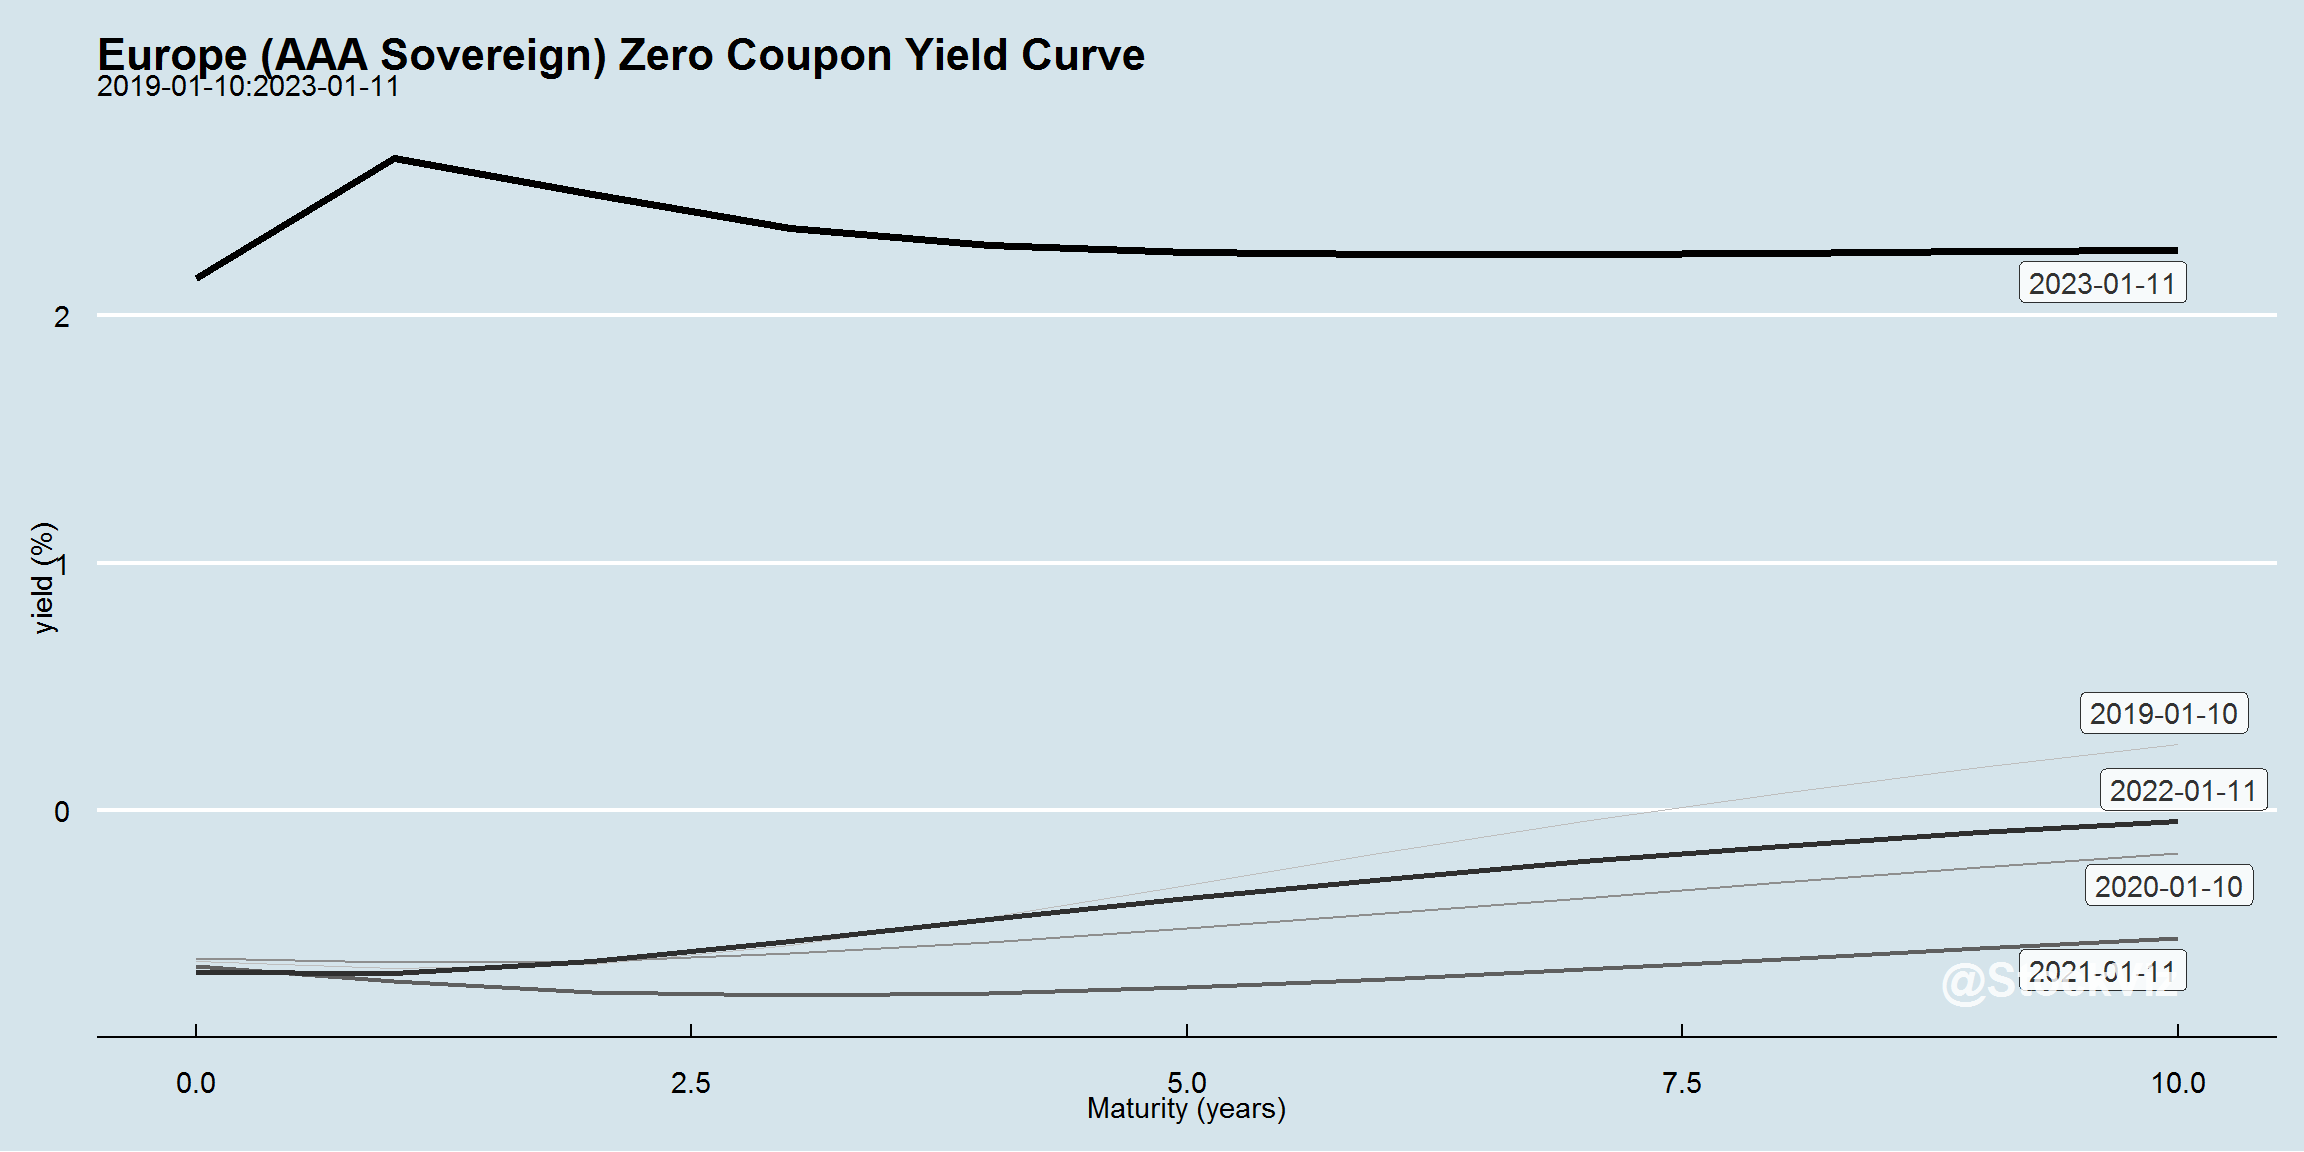 Europe (AAA Sovereign) Zero Coupon Yield Curve
2019-01-10:2023-01-11
2023-01-11
2
yield (%)
1
2019-01-10
2022-01-11
0
2020-01-10
2021-01-11
@StockViz
0.0 2.5 5.0 7.5 10.0
Maturity (years)